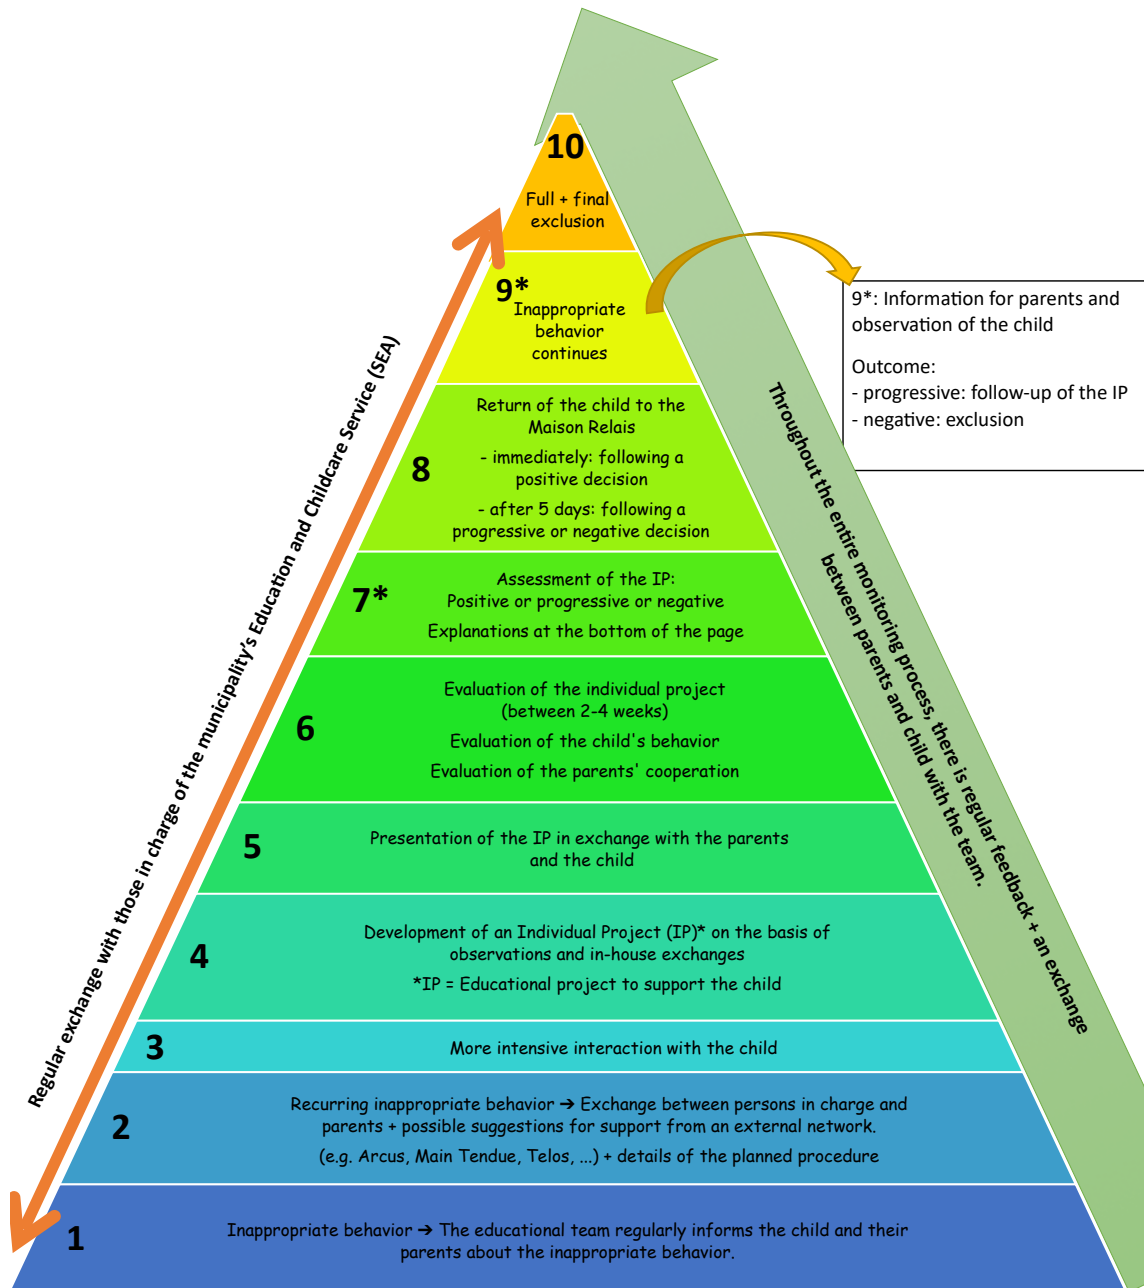 10
Full + final
exclusion
9*
Inappropriate
behavior
continues
9*: Information for parents and
observation of the child
Outcome:
- progressive: follow-up of the IP
- negative: exclusion
8
Return of the child to the
Maison Relais
- immediately: following a
positive decision
- after 5 days: following a
progressive or negative decision
7*
Assessment of the IP:
Positive or progressive or negative
Explanations at the bottom of the page
6
Evaluation of the individual project
(between 2-4 weeks)
Evaluation of the child's behavior
Evaluation of the parents' cooperation
5
Presentation of the IP in exchange with the parents
and the child
4
Development of an Individual Project (IP)* on the basis of
observations and in-house exchanges
*IP = Educational project to support the child
3
More intensive interaction with the child
2
Recurring inappropriate behavior ➔ Exchange between persons in charge and
parents + possible suggestions for support from an external network.
(e.g. Arcus, Main Tendue, Telos, ...) + details of the planned procedure
1
Inappropriate behavior ➔ The educational team regularly informs the child and their
parents about the inappropriate behavior.
Regular exchange with those in charge of the municipality's Education and Childcare Service (SEA)
Throughout the entire monitoring process, there is regular feedback + an exchange
between parents and child with the team.